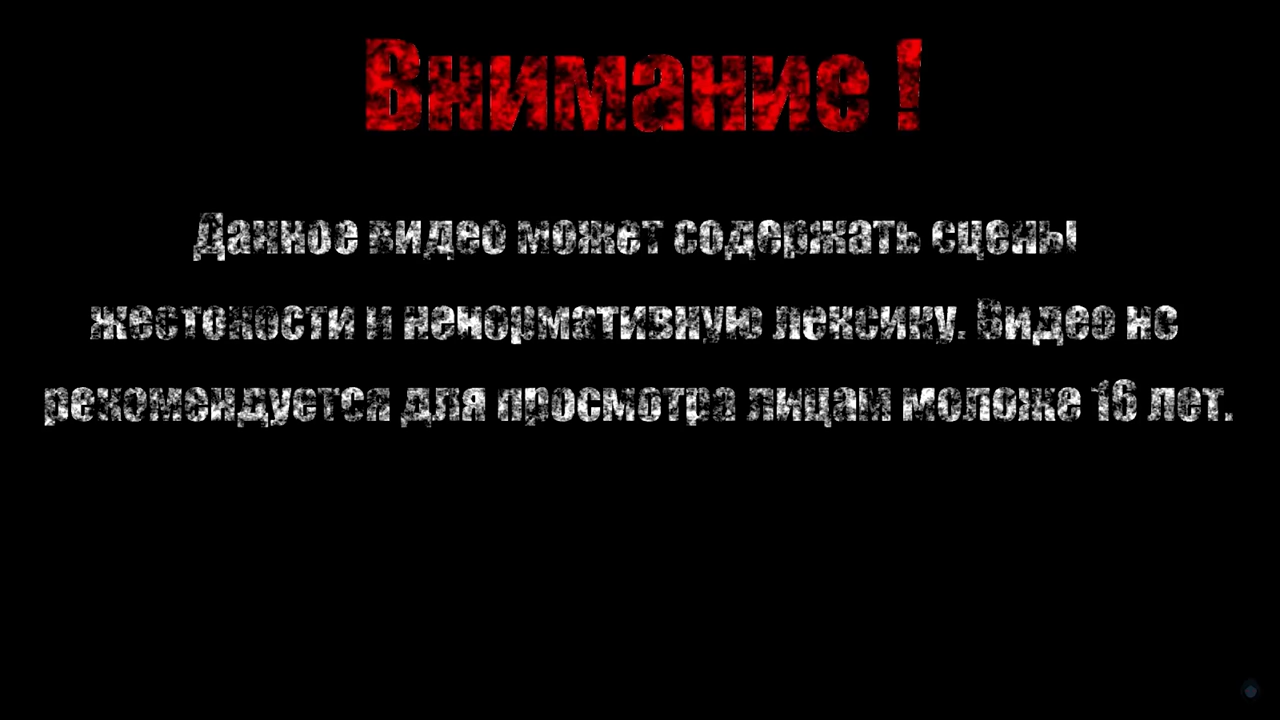 Внимание !
Данное видео может содержать сцены
жестокости и ненормативную лексику. Видео не
рекомендуется для просмотра лицам моложе 16 лет.